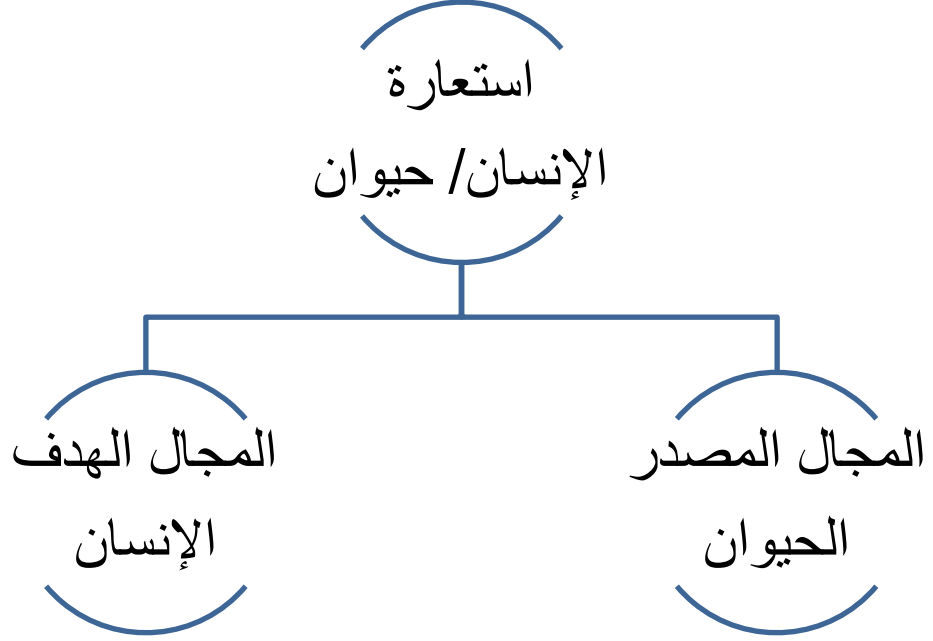 استعارة
الإنسان/ حيوان
المجال المصدر
الحيوان
المجال الهدف
الإنسان